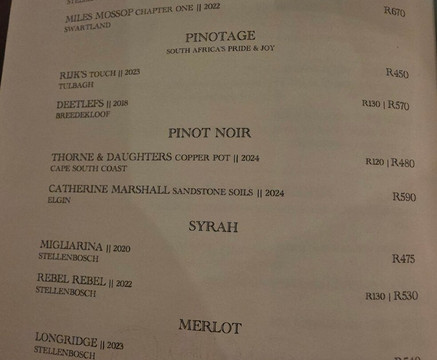 MILES MOSSOP CHAPTER ONE || 2022 R670
SWARTLAND
PINOTAGE
SOUTH AFRICA'S PRIDE & JOY
RIJK'S TOUCH || 2023 R450
TULBAGH
DEETLEFS || 2018 R130 | R570
BREEDEKLOOF
PINOT NOIR
THORNE & DAUGHTERS COPPER POT || 2024 R120 | R480
CAPE SOUTH COAST
CATHERINE MARSHALL SANDSTONE SOILS || 2024 R590
ELGIN
SYRAH
MIGLIARINA || 2020 R475
STELLENBOSCH
REBEL REBEL || 2022 R130 | R530
STELLENBOSCH
MERLOT
LONGRIDGE || 2023
STELLENBOSCH